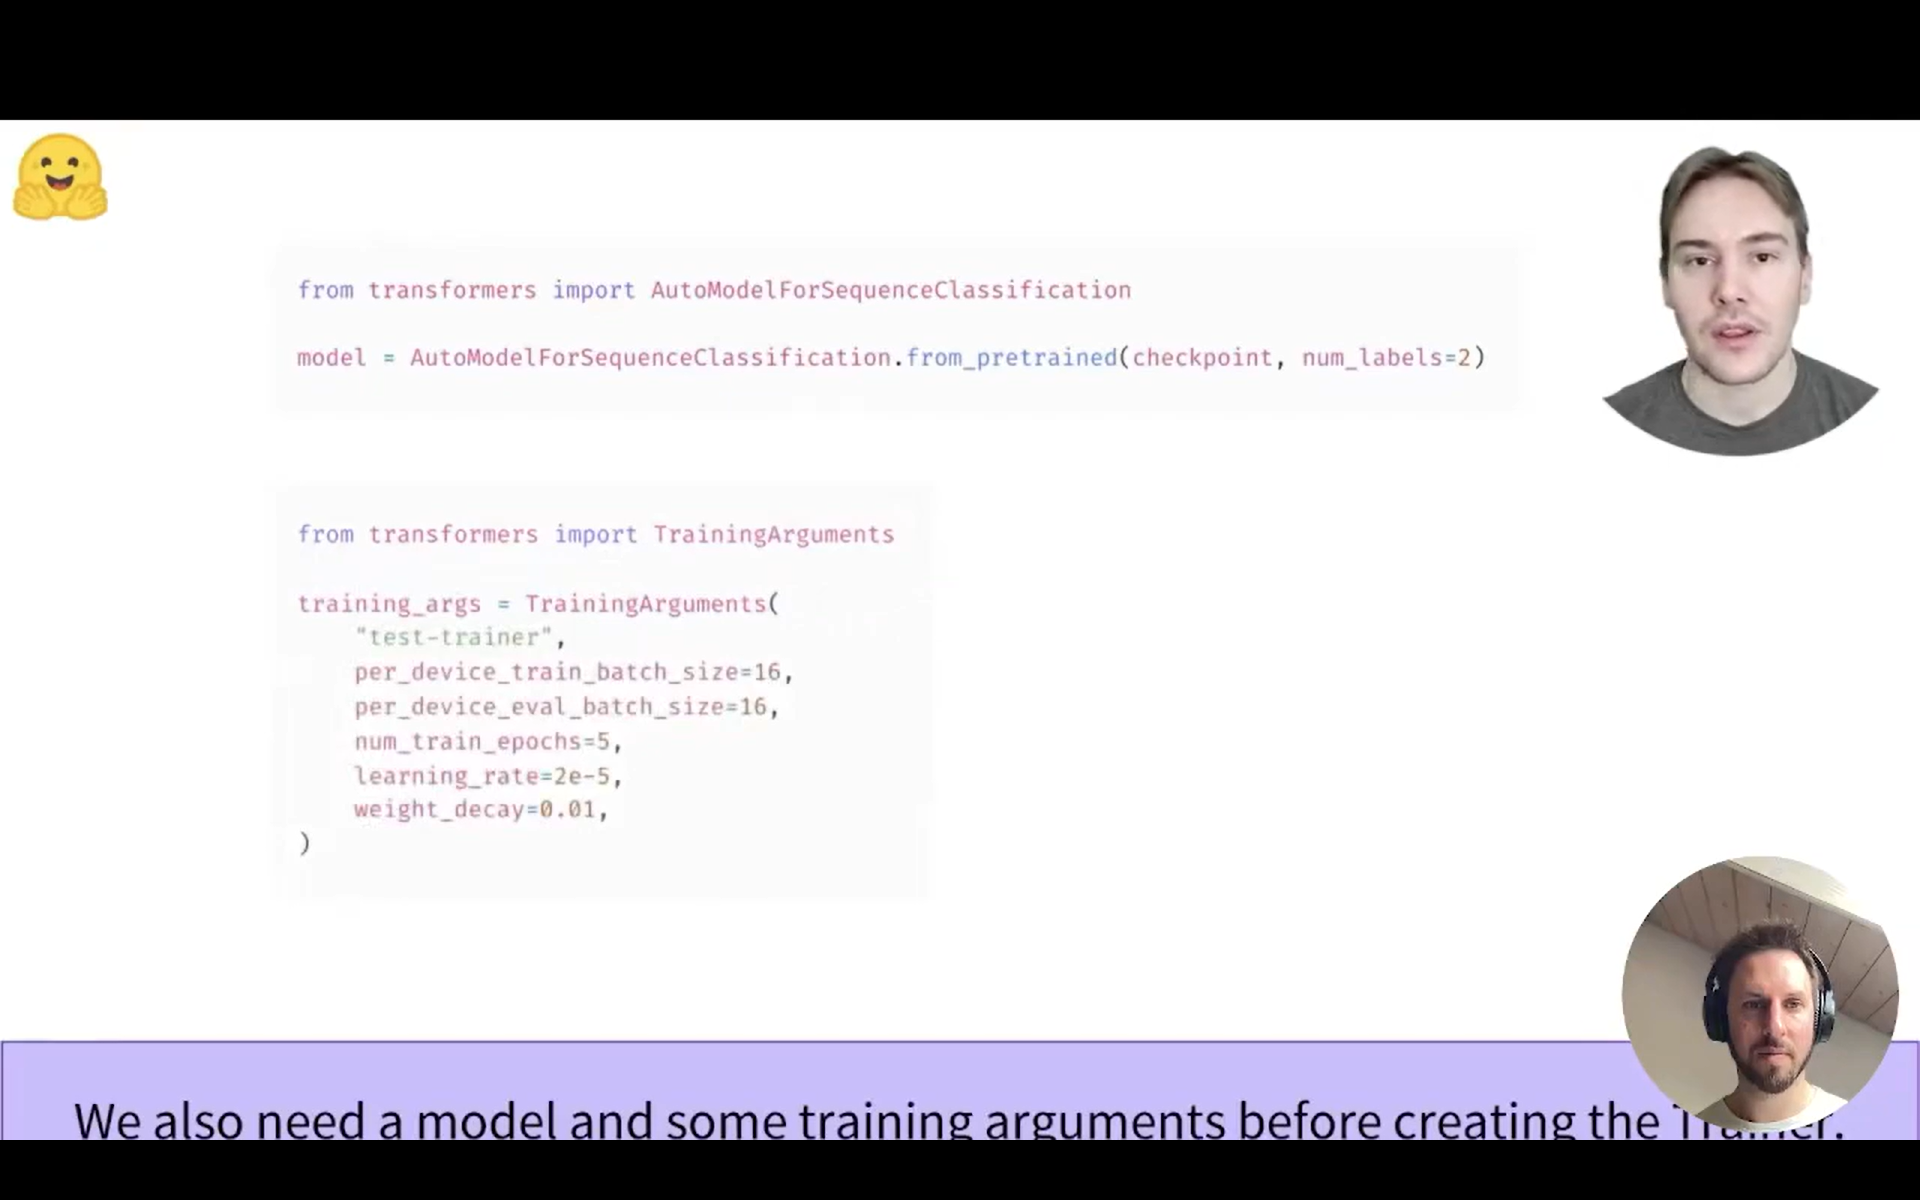 from transformers import AutoModelForSequenceClassification
model = AutoModelForSequenceClassification.from_pretrained(checkpoint, num_labels=2)
from transformers import TrainingArguments
training_args = TrainingArguments(
"test-trainer",
per_device_train_batch_size=16,
per_device_eval_batch_size=16,
num_train_epochs=5,
learning_rate=2e-5,
weight_decay=0.01,
)
We also need a model and some training arguments before creating the Trainer.